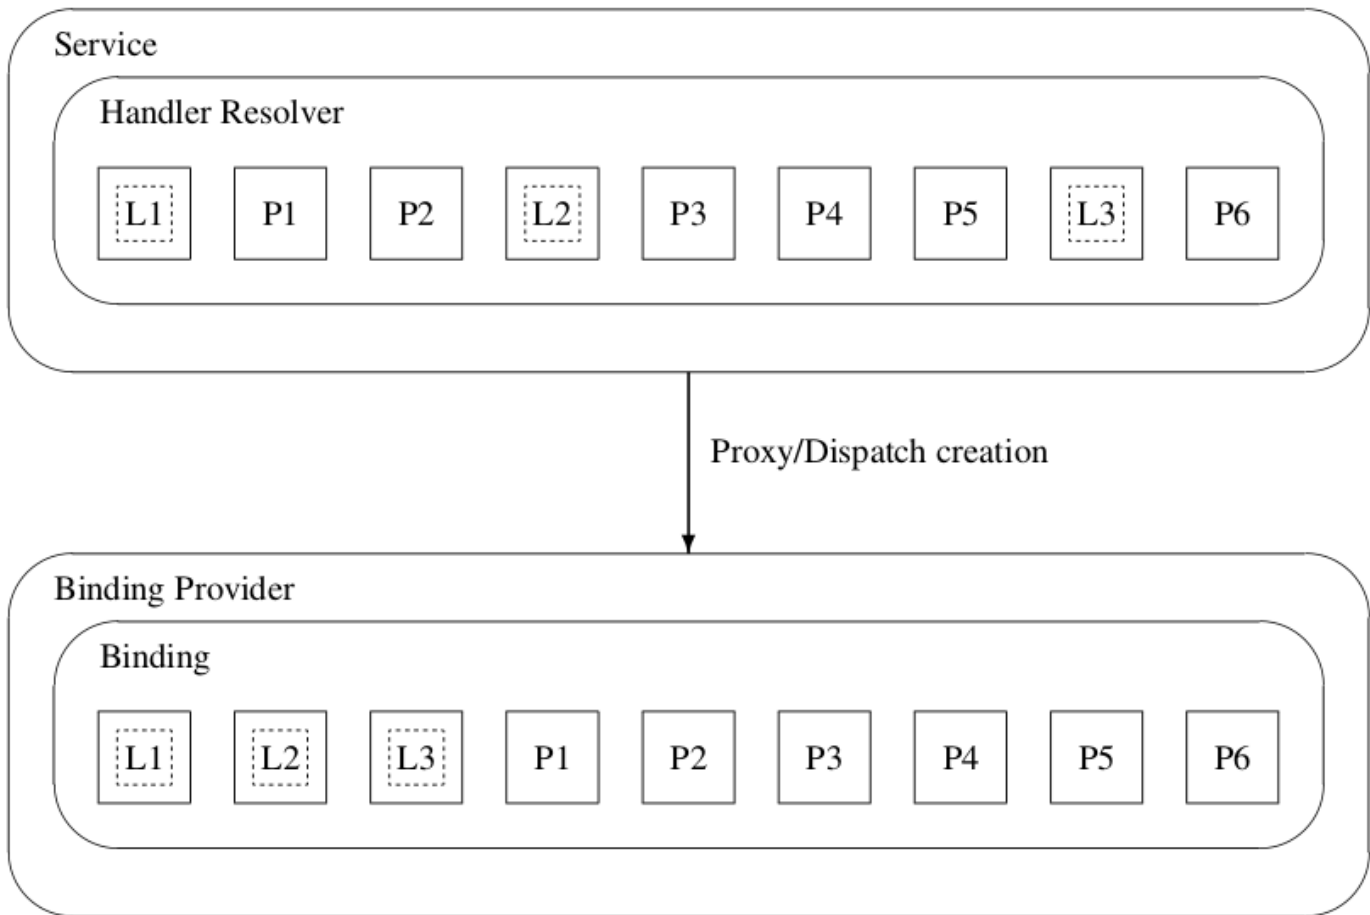 Service
Handler Resolver
L1 P1 P2 L2 P3 P4 P5 L3 P6
Proxy/Dispatch creation
Binding Provider
Binding
L1 L2 L3 P1 P2 P3 P4 P5 P6